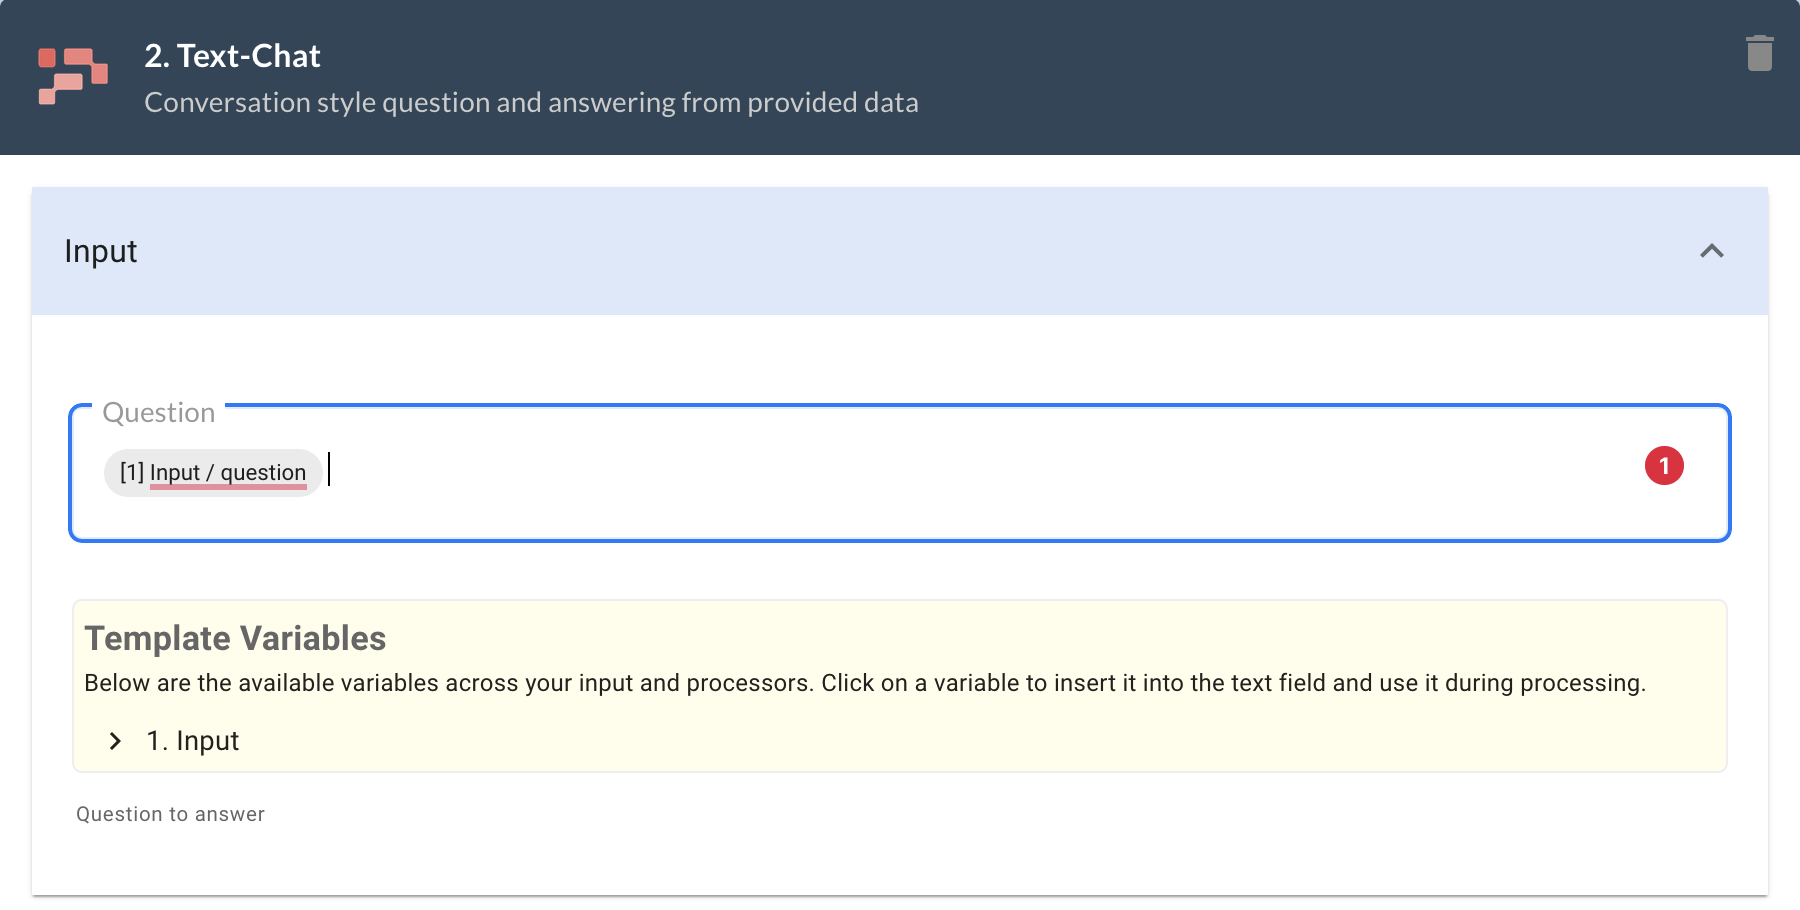 2. Text-Chat
Conversation style question and answering from provided data
Input
Question
[1] Input / question
1
Template Variables
Below are the available variables across your input and processors. Click on a variable to insert it into the text field and use it during processing.
1. Input
Question to answer